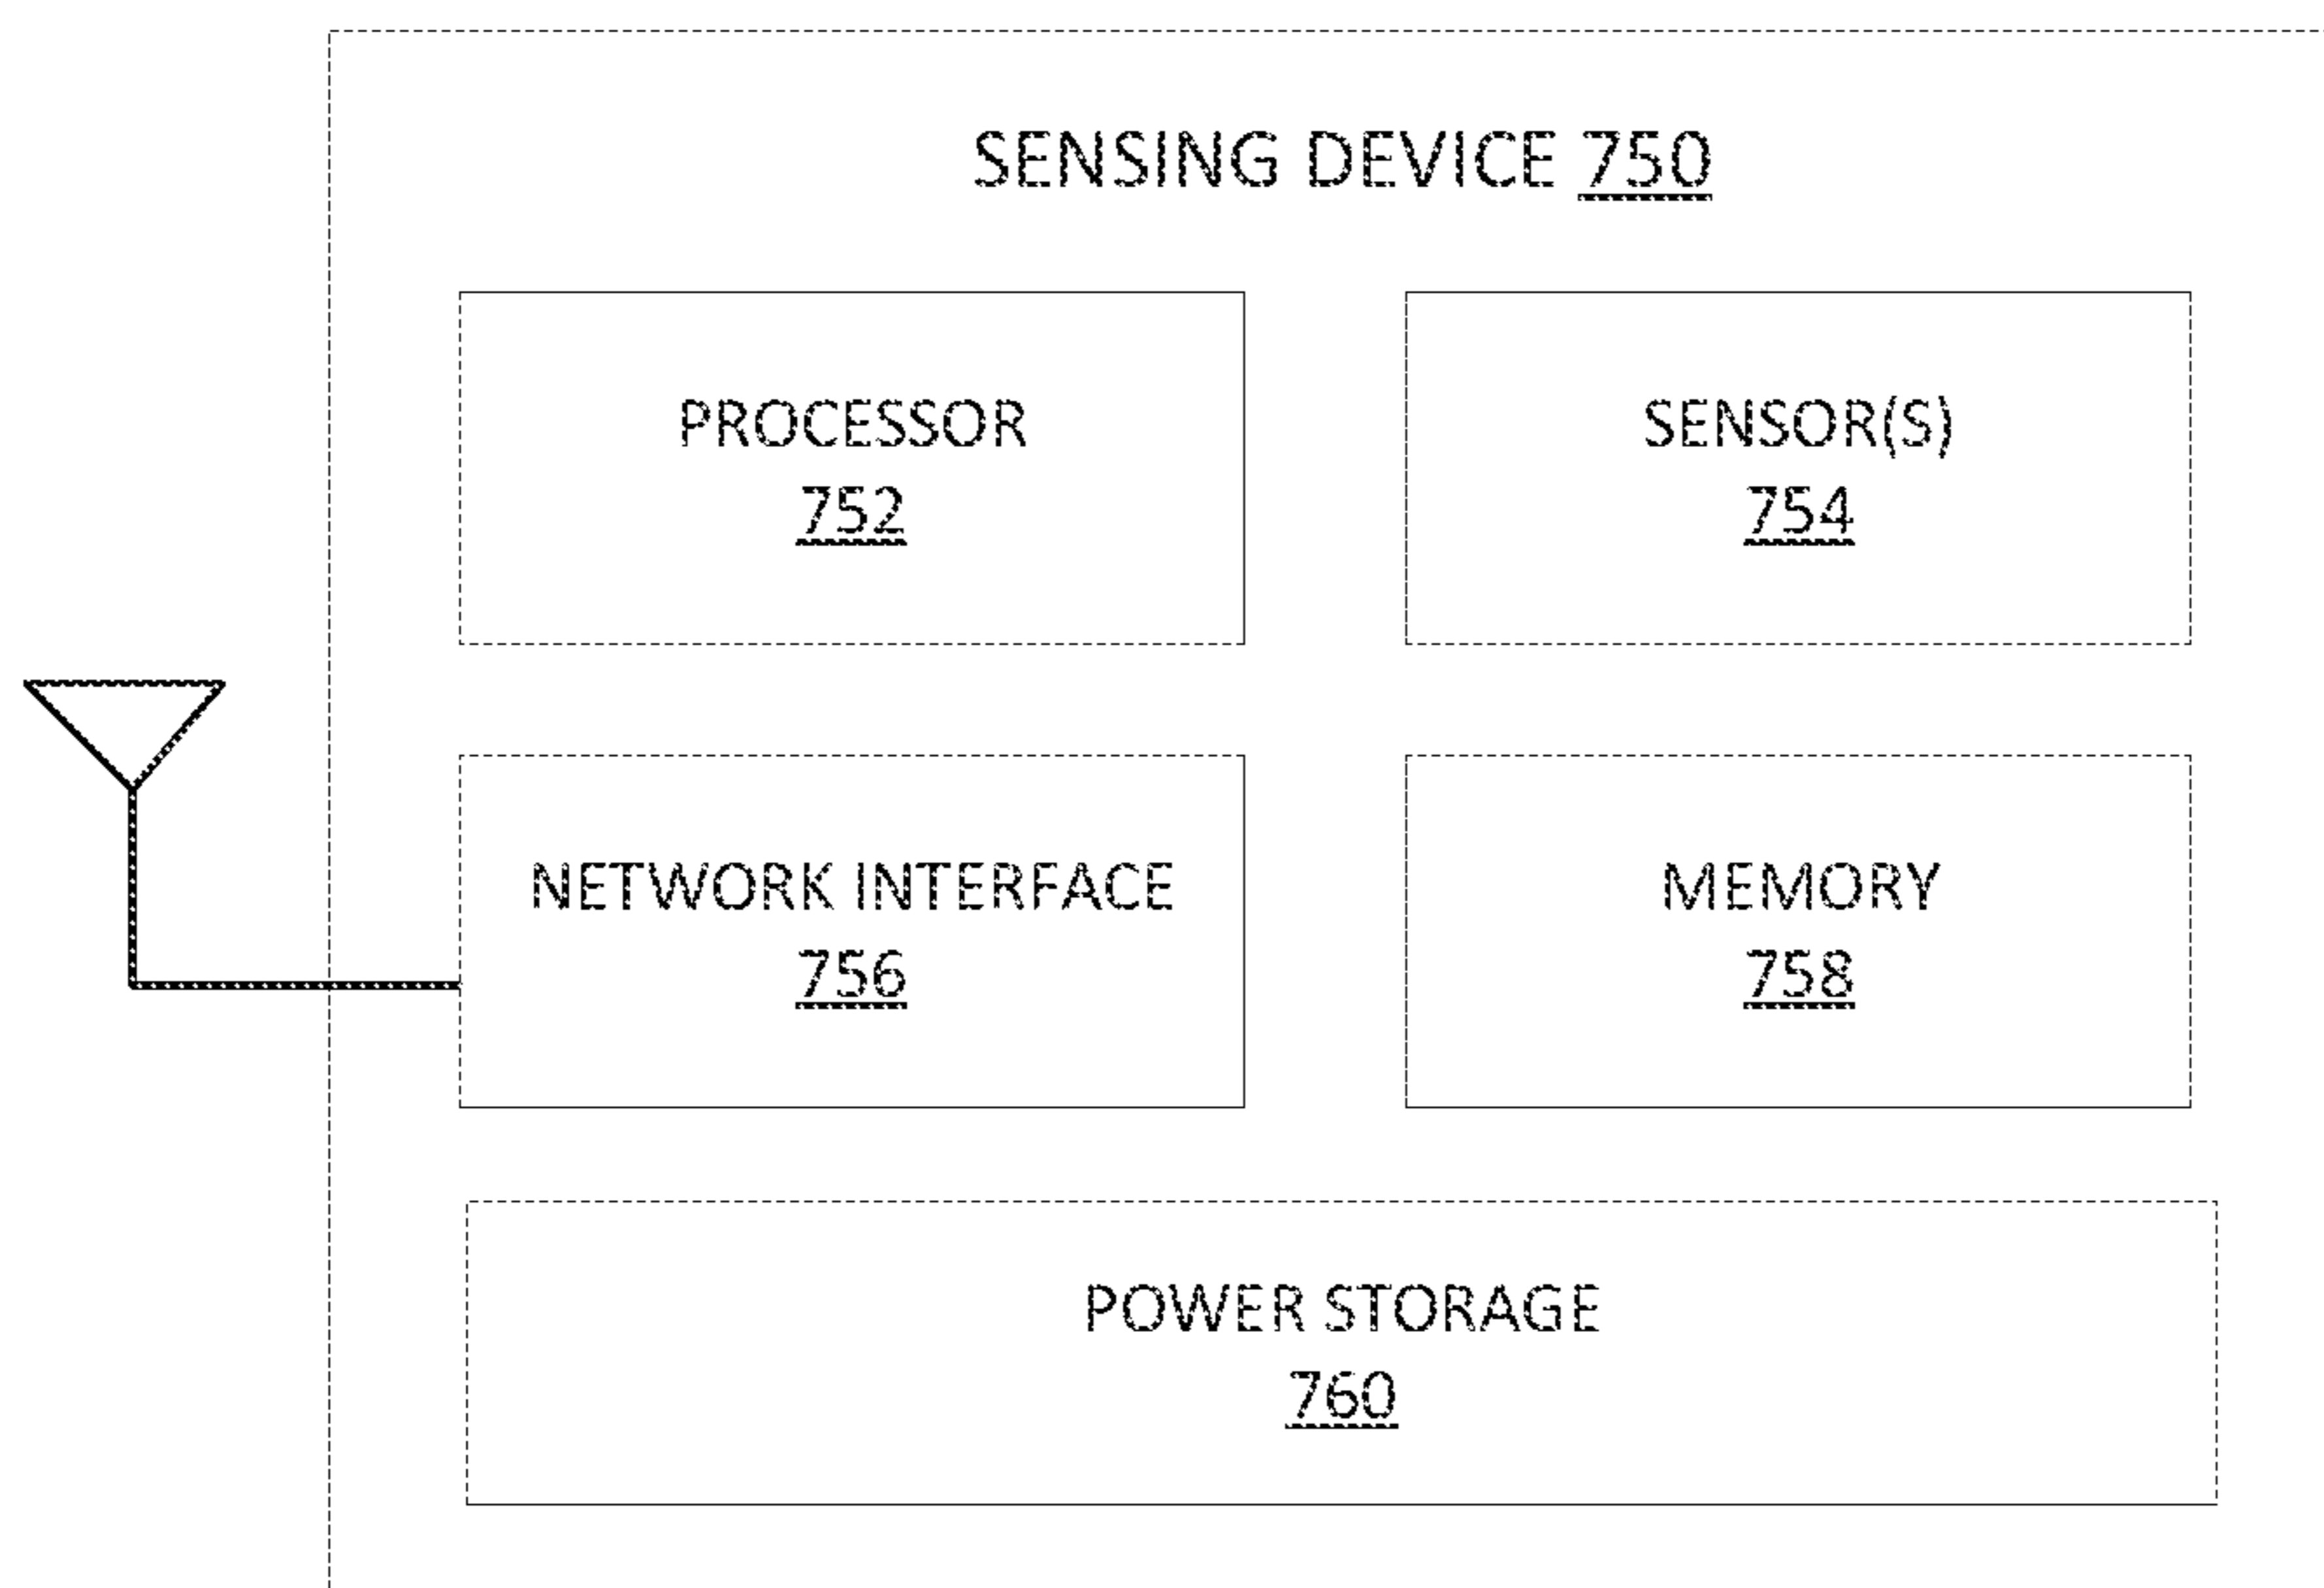 SENSING DEVICE 750
PROCESSOR
752
SENSOR(S)
754
NETWORK INTERFACE
756
MEMORY
758
POWER STORAGE
760